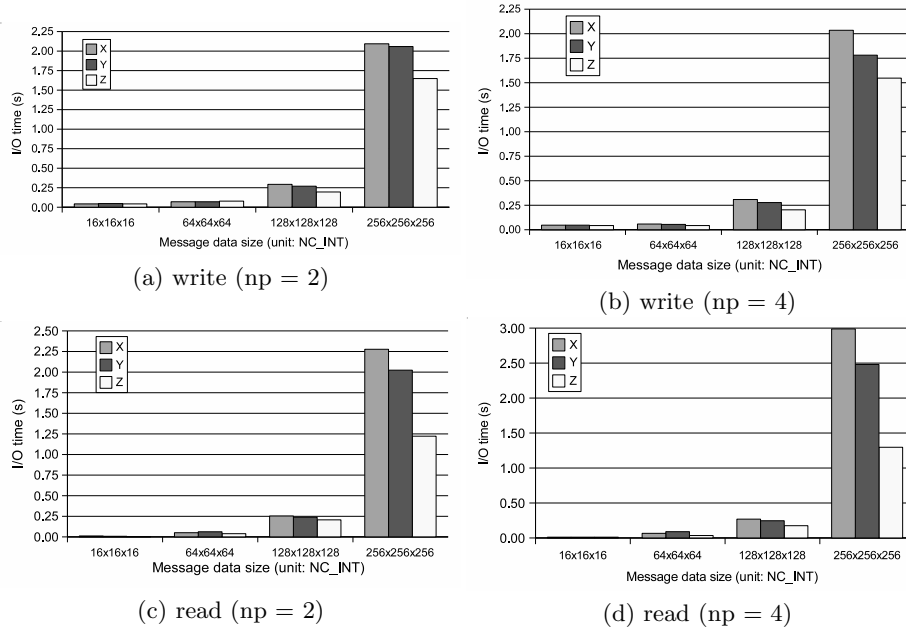 2.25
2.00
1.75
1.50
1.25
1.00
0.75
0.50
0.25
0.00
I/O time (s)
X
Y
Z
16x16x16 64x64x64 128x128x128 256x256x256
Message data size (unit: NC_INT)
(a) write (np = 2)
2.25
2.00
1.75
1.50
1.25
1.00
0.75
0.50
0.25
0.00
I/O time (s)
X
Y
Z
16x16x16 64x64x64 128x128x128 256x256x256
Message data size (unit: NC_INT)
(b) write (np = 4)
2.50
2.25
2.00
1.75
1.50
1.25
1.00
0.75
0.50
0.25
0.00
I/O time (s)
X
Y
Z
16x16x16 64x64x64 128x128x128 256x256x256
Message data size (unit: NC_INT)
(c) read (np = 2)
3.00
2.50
2.00
1.50
1.00
0.50
0.00
I/O time (s)
X
Y
Z
16x16x16 64x64x64 128x128x128 256x256x256
Message data size (unit: NC_INT)
(d) read (np = 4)